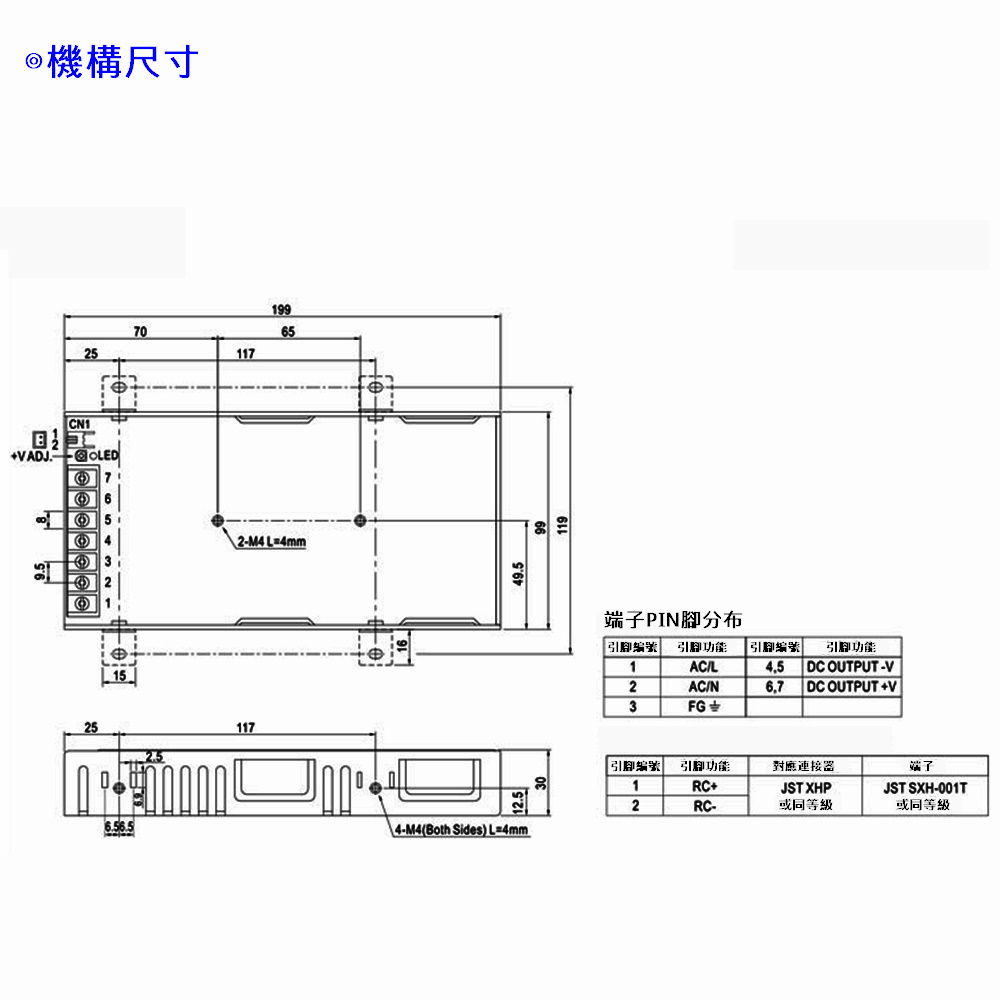 ◎機構尺寸
199
70 65
25 117
CN1
1
2
+V ADJ. LED
7
6
5
4
3
2
1
8
9.5
2-M4 L=4mm
49.5
99
119
16
15
端子PIN腳分布
引腳編號 引腳功能 引腳編號 引腳功能
1 AC/L 4,5 DC OUTPUT -V
2 AC/N 6,7 DC OUTPUT +V
3 FG ⏚
25 117
2.5
6.9
6.5 6.5
30
12.5
4-M4(Both Sides) L=4mm
引腳編號 引腳功能 對應連接器 端子
1 RC+ JST XHP JST SXH-001T
2 RC- 或同等級 或同等級